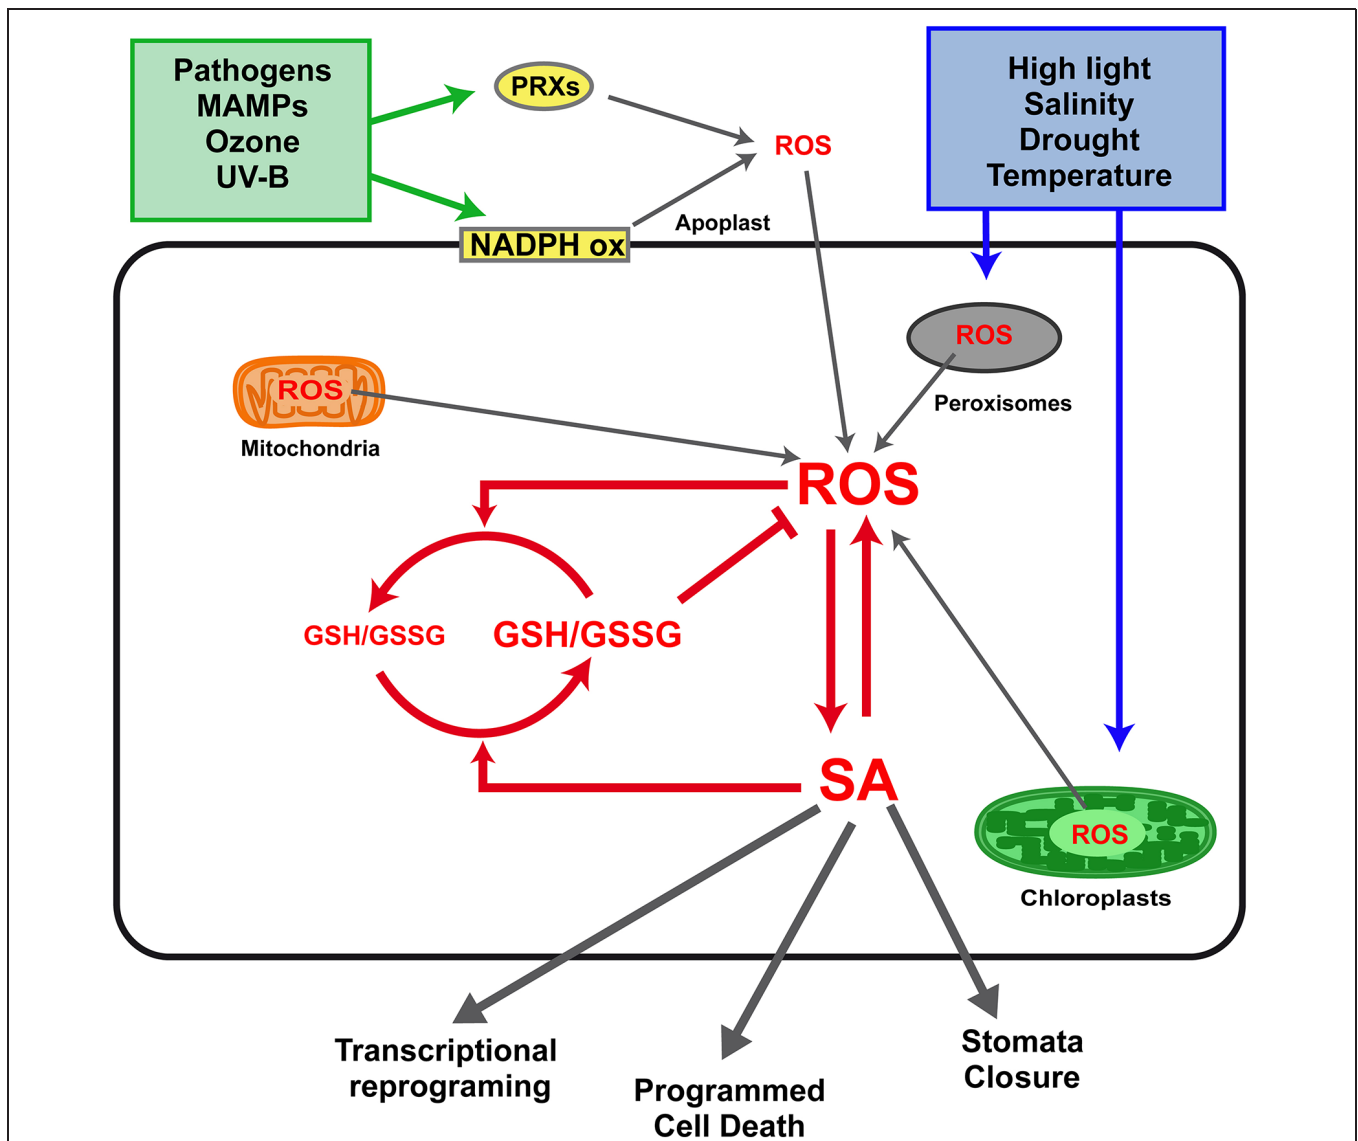 Pathogens
MAMPs
Ozone
UV-B
PRXs
ROS
High light
Salinity
Drought
Temperature
NADPH ox
Apoplast
ROS
Peroxisomes
ROS
Mitochondria
ROS
GSH/GSSG
GSH/GSSG
SA
ROS
Chloroplasts
Transcriptional
reprograming
Programmed
Cell Death
Stomata
Closure